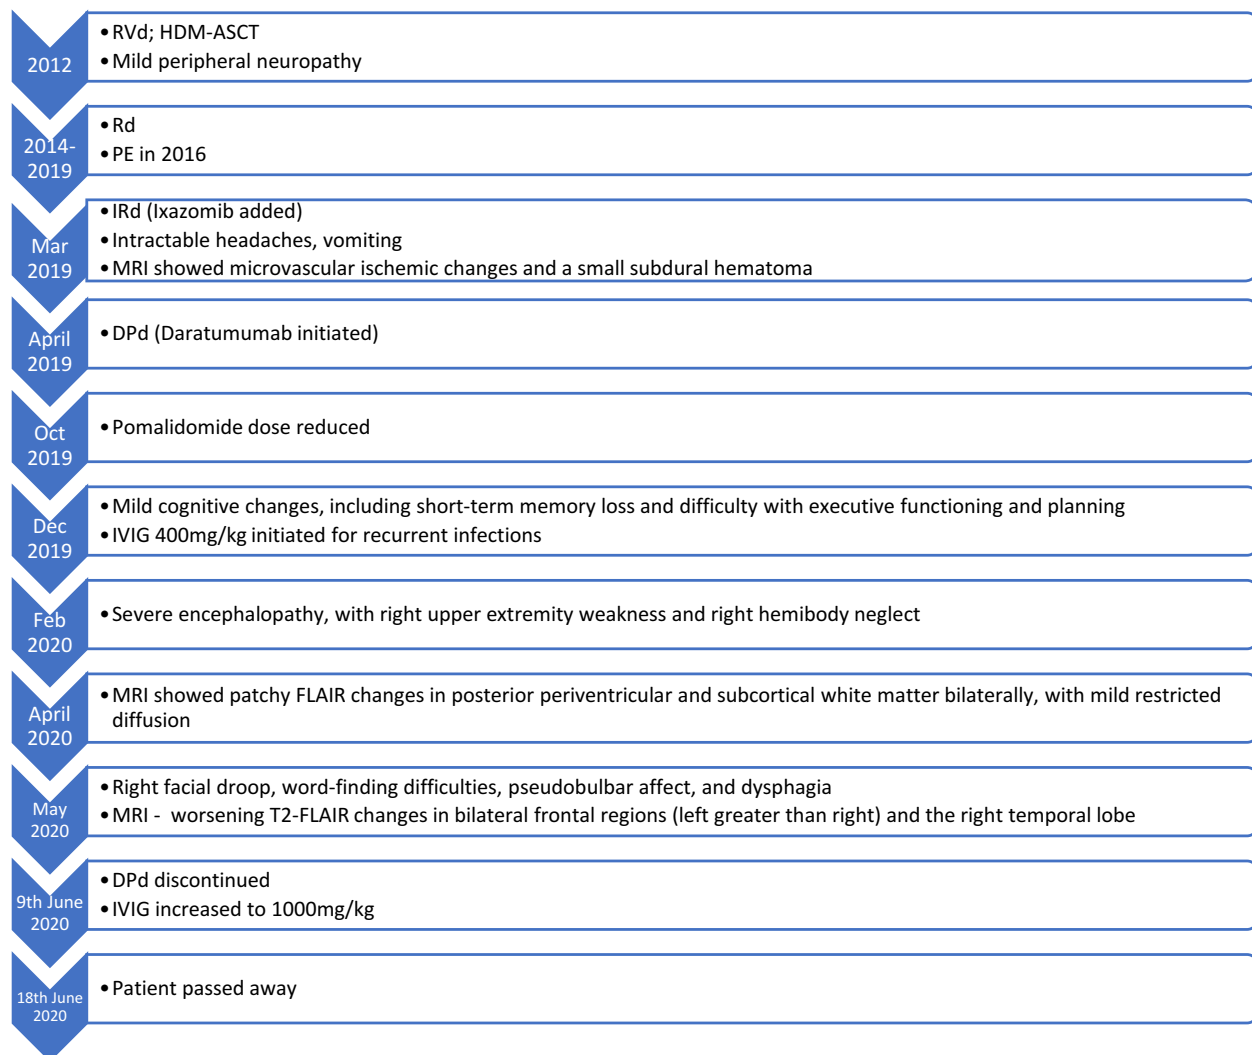 2012
• RVd; HDM-ASCT
• Mild peripheral neuropathy
2014-
2019
• Rd
• PE in 2016
Mar
2019
• IRd (Ixazomib added)
• Intractable headaches, vomiting
• MRI showed microvascular ischemic changes and a small subdural hematoma
April
2019
• DPd (Daratumumab initiated)
Oct
2019
• Pomalidomide dose reduced
Dec
2019
• Mild cognitive changes, including short-term memory loss and difficulty with executive functioning and planning
• IVIG 400mg/kg initiated for recurrent infections
Feb
2020
• Severe encephalopathy, with right upper extremity weakness and right hemibody neglect
April
2020
• MRI showed patchy FLAIR changes in posterior periventricular and subcortical white matter bilaterally, with mild restricted
diffusion
May
2020
• Right facial droop, word-finding difficulties, pseudobulbar affect, and dysphagia
• MRI - worsening T2-FLAIR changes in bilateral frontal regions (left greater than right) and the right temporal lobe
9th June
2020
• DPd discontinued
• IVIG increased to 1000mg/kg
18th June
2020
• Patient passed away